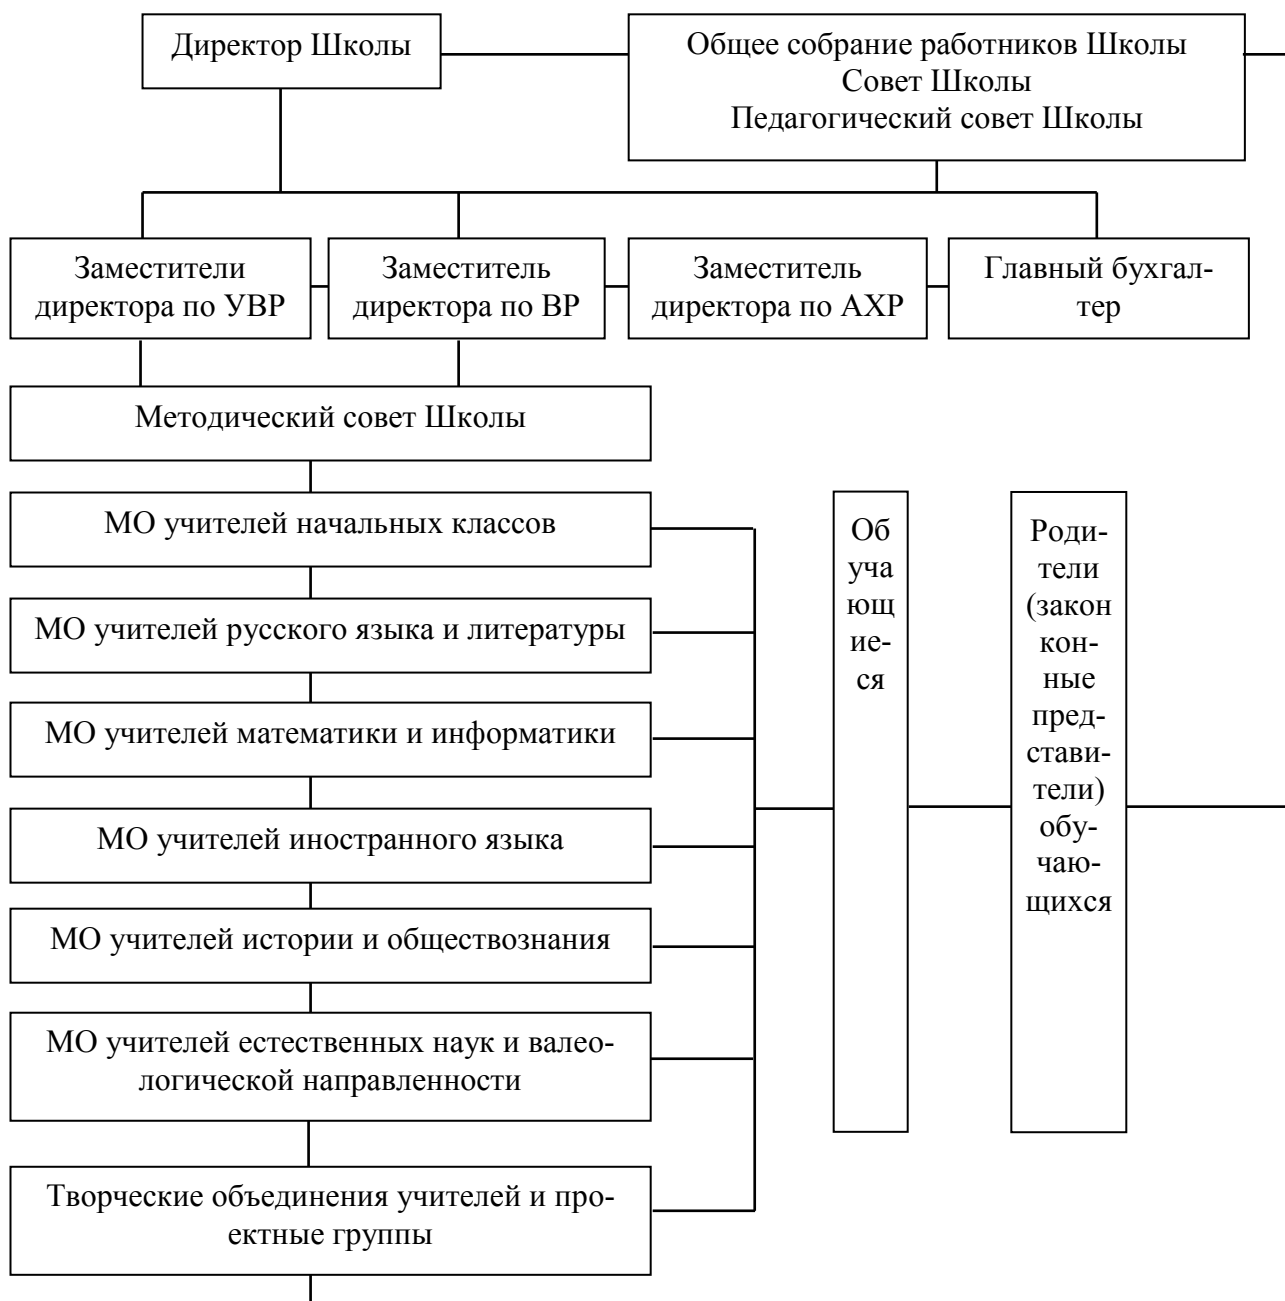 Директор Школы
Общее собрание работников Школы
Совет Школы
Педагогический совет Школы
Заместители
директора по УВР
Заместитель
директора по ВР
Заместитель
директора по АХР
Главный бухгал-
тер
Методический совет Школы
МО учителей начальных классов
МО учителей русского языка и литературы
МО учителей математики и информатики
МО учителей иностранного языка
МО учителей истории и обществознания
МО учителей естественных наук и валео-
логической направленности
Творческие объединения учителей и про-
ектные группы
Об
уча
ющ
ие-
ся
Роди-
тели
(закон
кон-
ные
пред-
стави-
тели)
обу-
чаю-
щихся